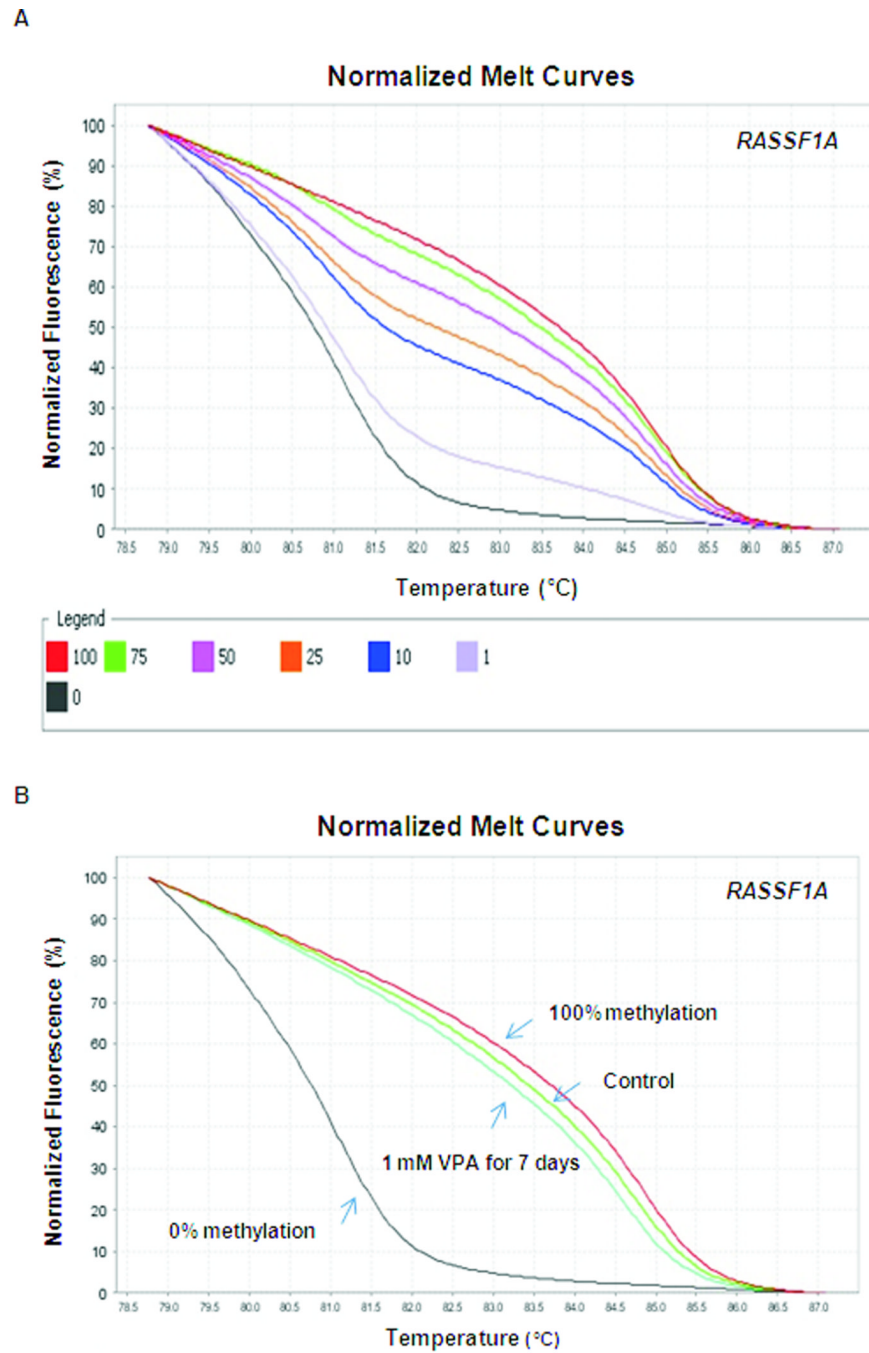 A
Normalized Melt Curves
RASSF1A
Normalized Fluorescence (%)
100
90
80
70
60
50
40
30
20
10
0
78.5 79.0 79.5 80.0 80.5 81.0 81.5 82.0 82.5 83.0 83.5 84.0 84.5 85.0 85.5 86.0 86.5 87.0
Temperature (°C)
Legend
100 75 50 25 10 1
0
B
Normalized Melt Curves
RASSF1A
Normalized Fluorescence (%)
100
90
80
70
60
50
40
30
20
10
0
100% methylation
Control
1 mM VPA for 7 days
0% methylation
78.5 79.0 79.5 80.0 80.5 81.0 81.5 82.0 82.5 83.0 83.5 84.0 84.5 85.0 85.5 86.0 86.5 87.0
Temperature (°C)